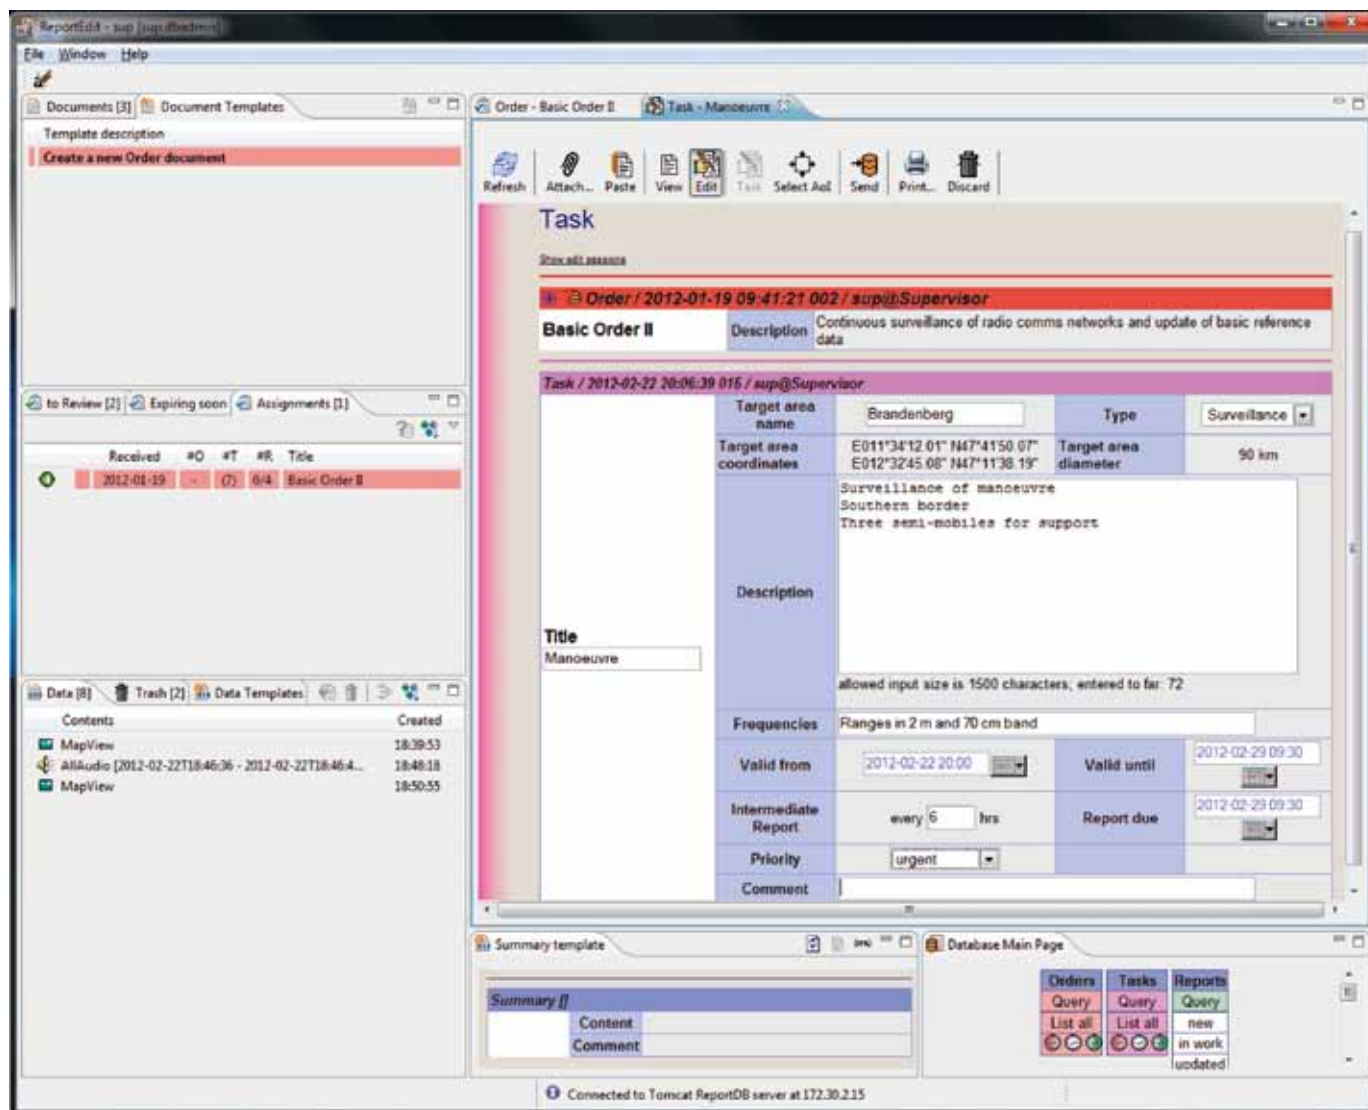 ReportEdit - sup [sup:dbadmin]
File Window Help
Documents [3] Document Templates
Template description
Create a new Order document
to Review [2] Expiring soon Assignments [1]
Received #O #T #R Title
2012-01-19 - (7) 0/4 Basic Order II
Data [8] Trash [2] Data Templates
Contents Created
MapView 18:39:53
AllAudio [2012-02-22T18:46:36 - 2012-02-22T18:46:4... 18:48:18
MapView 18:50:55
Order - Basic Order II Task - Manoeuvre
Refresh Attach... Paste View Edit Task Select AoI Send Print... Discard
Task
Show edit sessions
Order / 2012-01-19 09:41:21 002 / sup@Supervisor
Basic Order II Description Continuous surveillance of radio comms networks and update of basic reference
data
Task / 2012-02-22 20:06:39 016 / sup@Supervisor
Target area name Brandenberg Type Surveillance
Target area coordinates E011°34'12.01" N47°41'50.07"
E012°32'45.08" N47°11'38.19"
Target area diameter 90 km
Title
Manoeuvre
Description
Surveillance of manoeuvre
Southern border
Three semi-mobiles for support
allowed input size is 1500 characters; entered to far: 72
Frequencies Ranges in 2 m and 70 cm band
Valid from 2012-02-22 20:00 Valid until 2012-02-29 09:30
Intermediate Report every 6 hrs Report due 2012-02-29 09:30
Priority urgent
Comment
Summary template
Summary []
Content
Comment
Database Main Page
Orders Tasks Reports
Query Query Query
List all List all new
in work
updated
Connected to Tomcat ReportDB server at 172.30.2.15